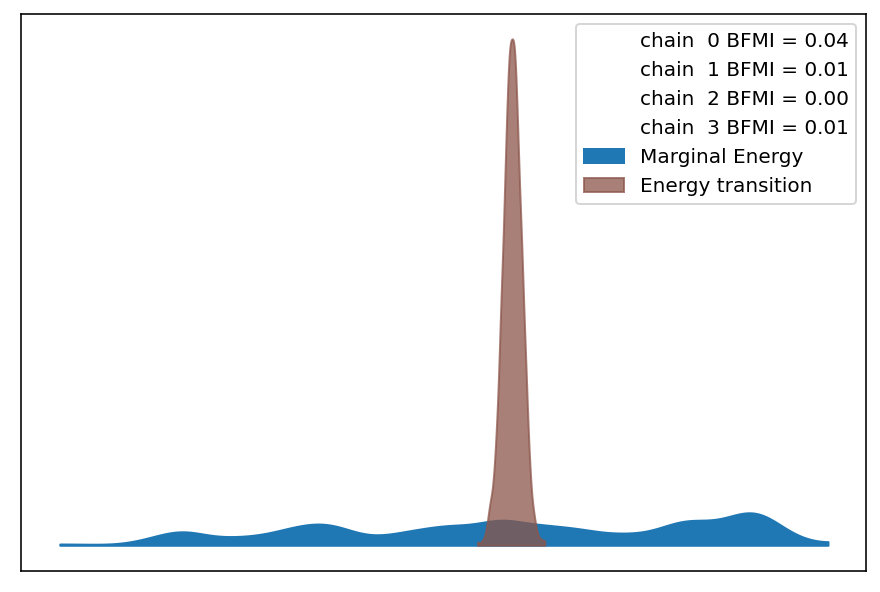 chain  0 BFMI = 0.04
chain  1 BFMI = 0.01
chain  2 BFMI = 0.00
chain  3 BFMI = 0.01
Marginal Energy
Energy transition